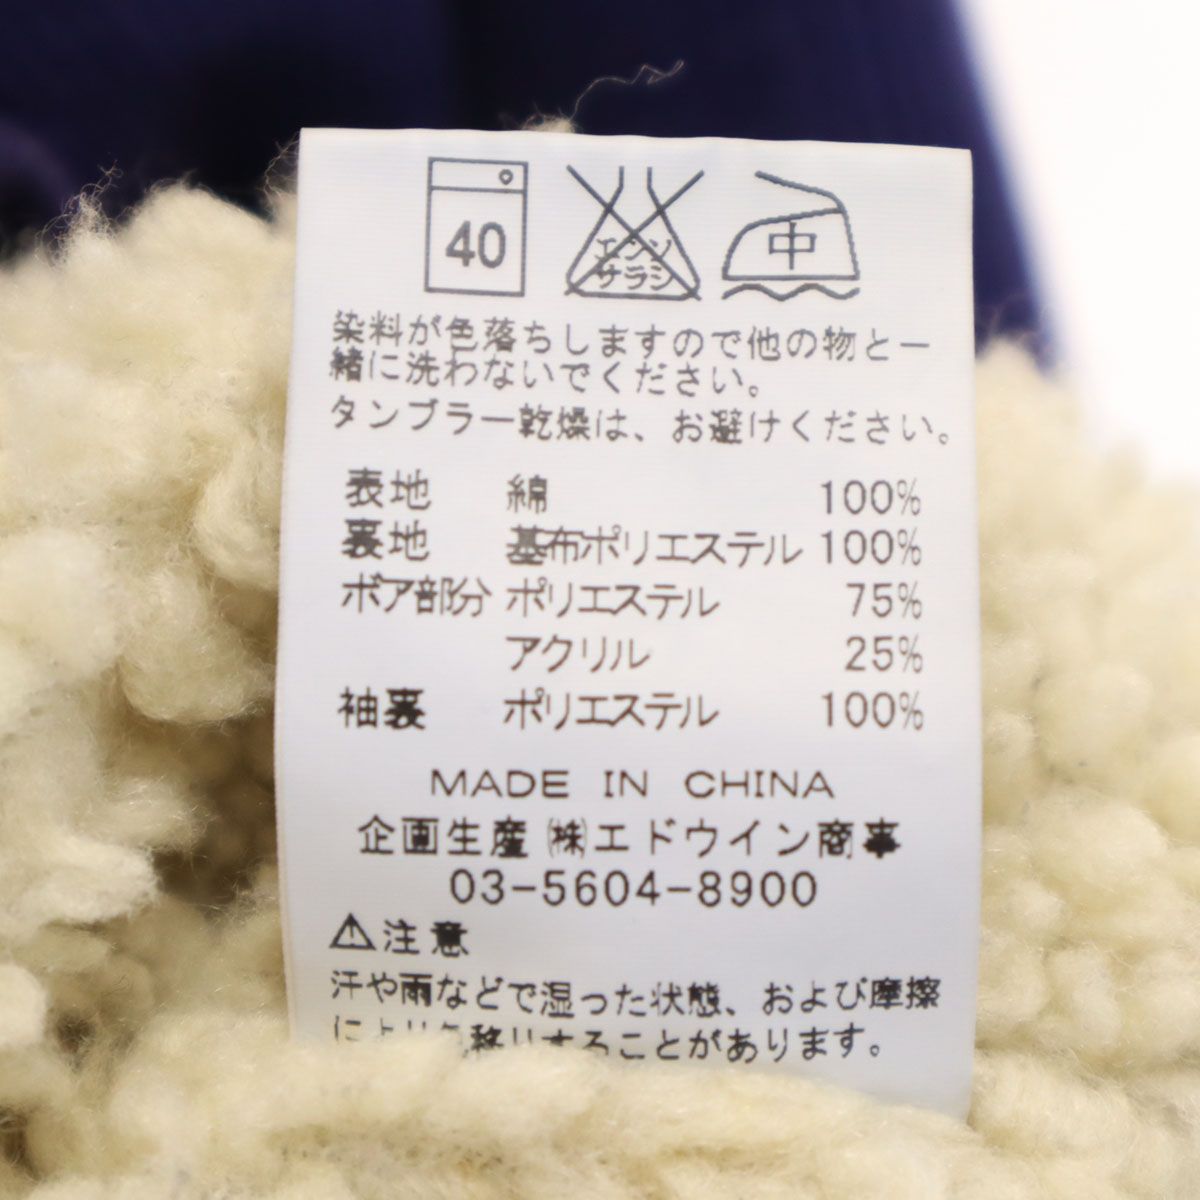 40
エンソ
サラシ
中
染料が色落ちしますので他の物と一
緒に洗わないでください。
タンブラー乾燥は、お避けください。
表地 綿 100%
裏地 基布ポリエステル 100%
ボア部分 ポリエステル 75%
アクリル 25%
袖裏 ポリエステル 100%
MADE IN CHINA
企画生産 ㈱エドウイン商事
03-5604-8900
⚠注意
汗や雨などで湿った状態、および摩擦
により色移りすることがあります。